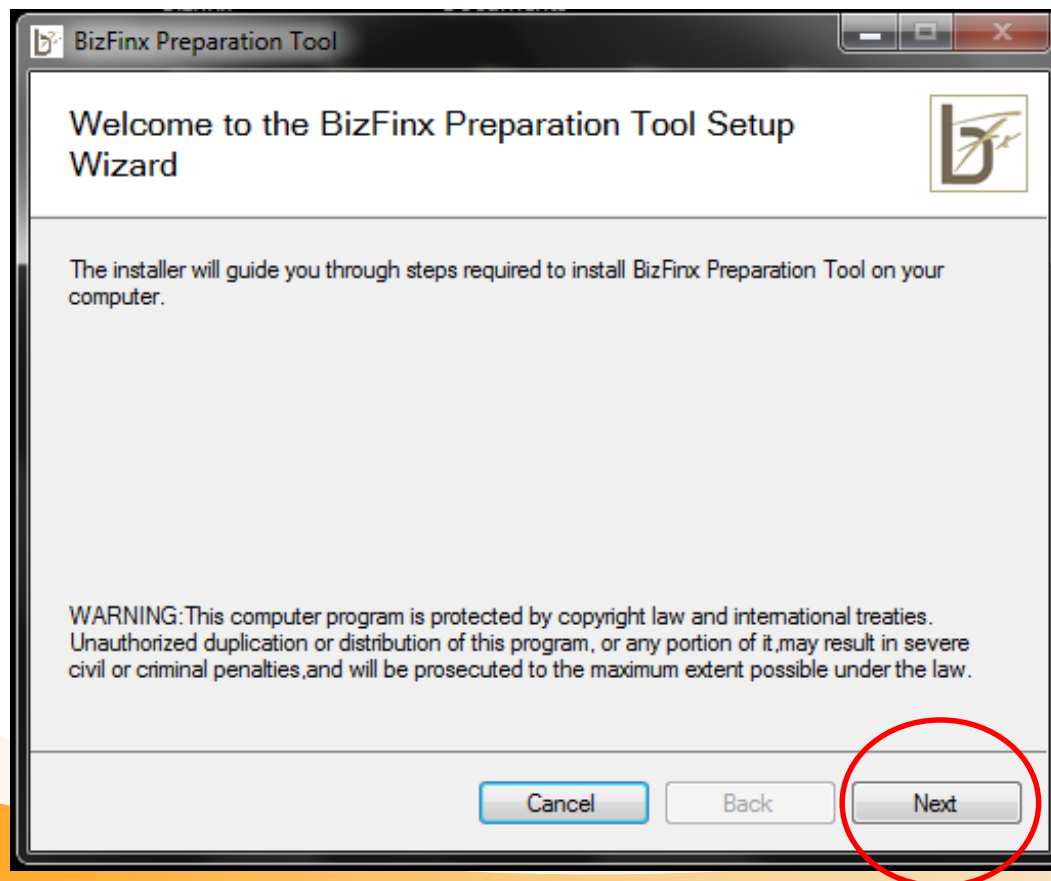 BizFinx Preparation Tool
Welcome to the BizFinx Preparation Tool Setup
Wizard
The installer will guide you through steps required to install BizFinx Preparation Tool on your
computer.
WARNING:This computer program is protected by copyright law and international treaties.
Unauthorized duplication or distribution of this program, or any portion of it,may result in severe
civil or criminal penalties,and will be prosecuted to the maximum extent possible under the law.
Cancel Back Next